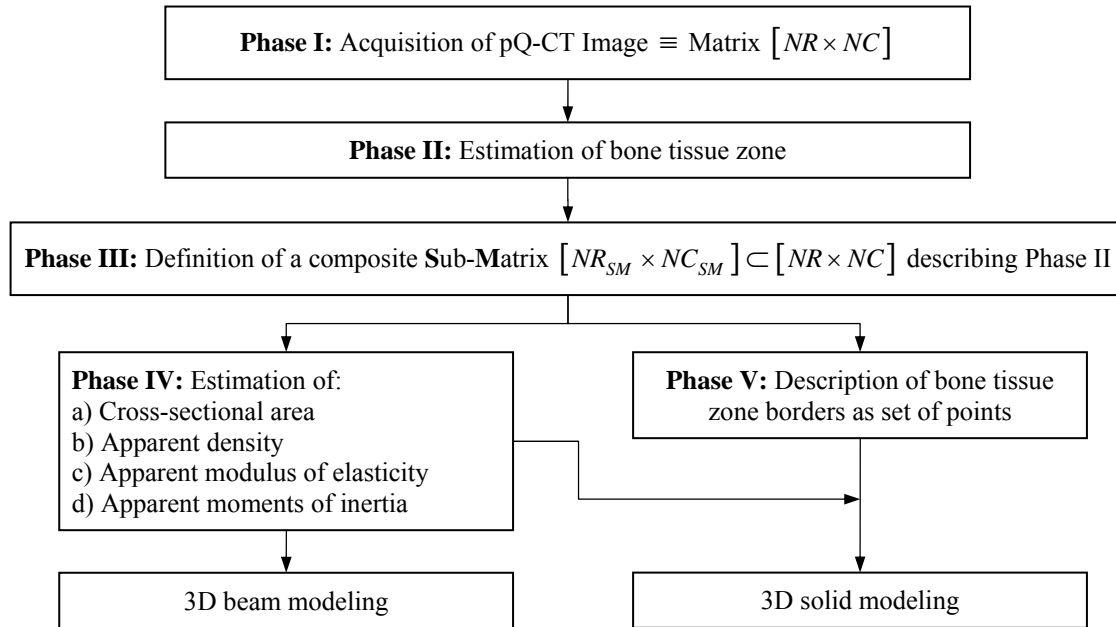 Phase I: Acquisition of pQ-CT Image ≡ Matrix [NR × NC]
Phase II: Estimation of bone tissue zone
Phase III: Definition of a composite Sub-Matrix [NR_SM × NC_SM] ⊂ [NR × NC] describing Phase II
Phase IV: Estimation of:
a) Cross-sectional area
b) Apparent density
c) Apparent modulus of elasticity
d) Apparent moments of inertia
Phase V: Description of bone tissue
zone borders as set of points
3D beam modeling
3D solid modeling